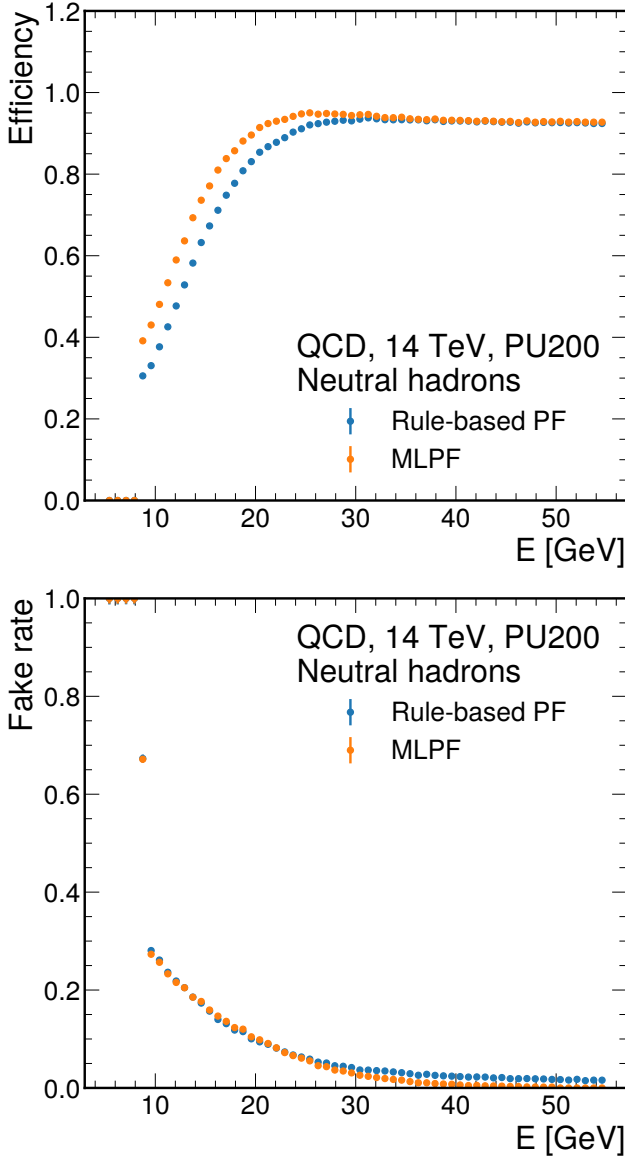 Efficiency
1.2
1.0
0.8
0.6
0.4
0.2
0.0
QCD, 14 TeV, PU200
Neutral hadrons
Rule-based PF
MLPF
10 20 30 40 50
E [GeV]
Fake rate
1.0
0.8
0.6
0.4
0.2
0.0
QCD, 14 TeV, PU200
Neutral hadrons
Rule-based PF
MLPF
10 20 30 40 50
E [GeV]